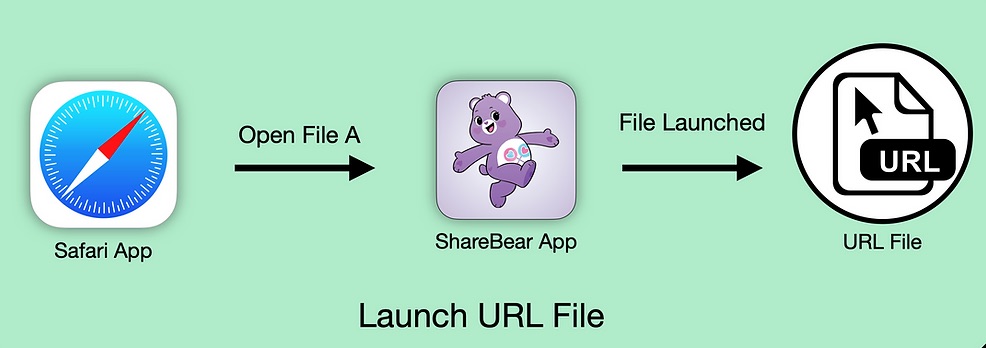 Open File A
File Launched
URL
Safari App
ShareBear App
URL File
Launch URL File